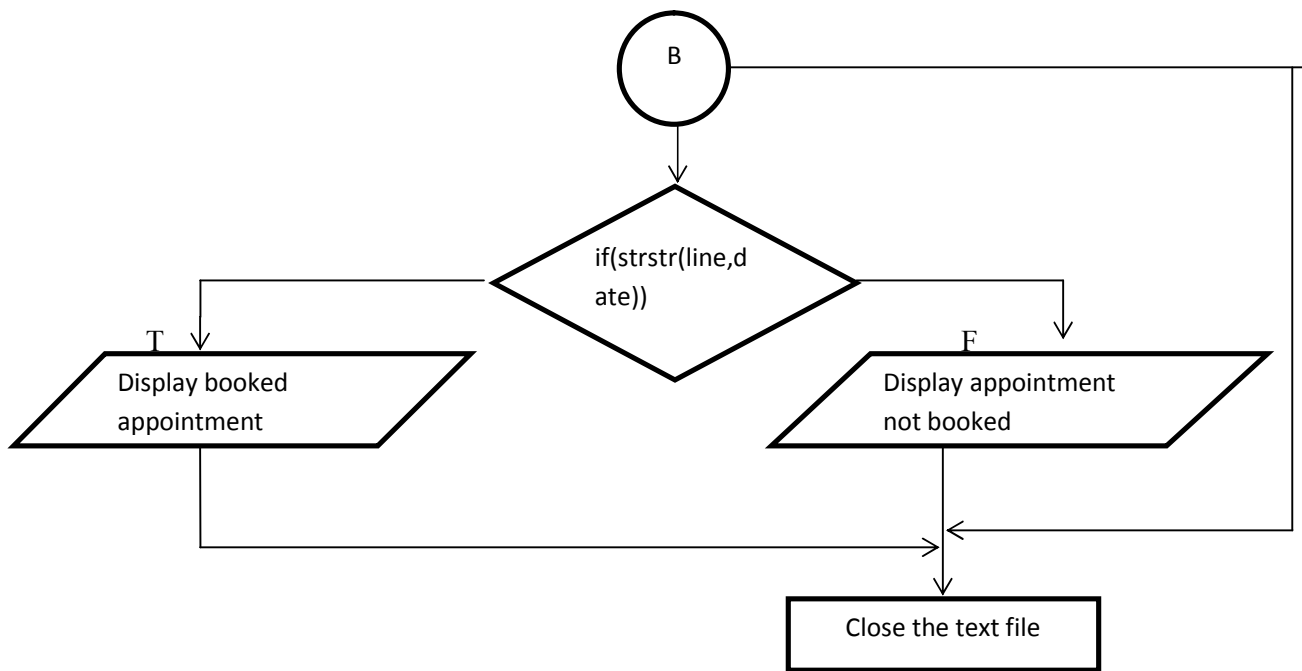 B
if(strstr(line,d
ate))
T
F
Display booked
appointment
Display appointment
not booked
Close the text file